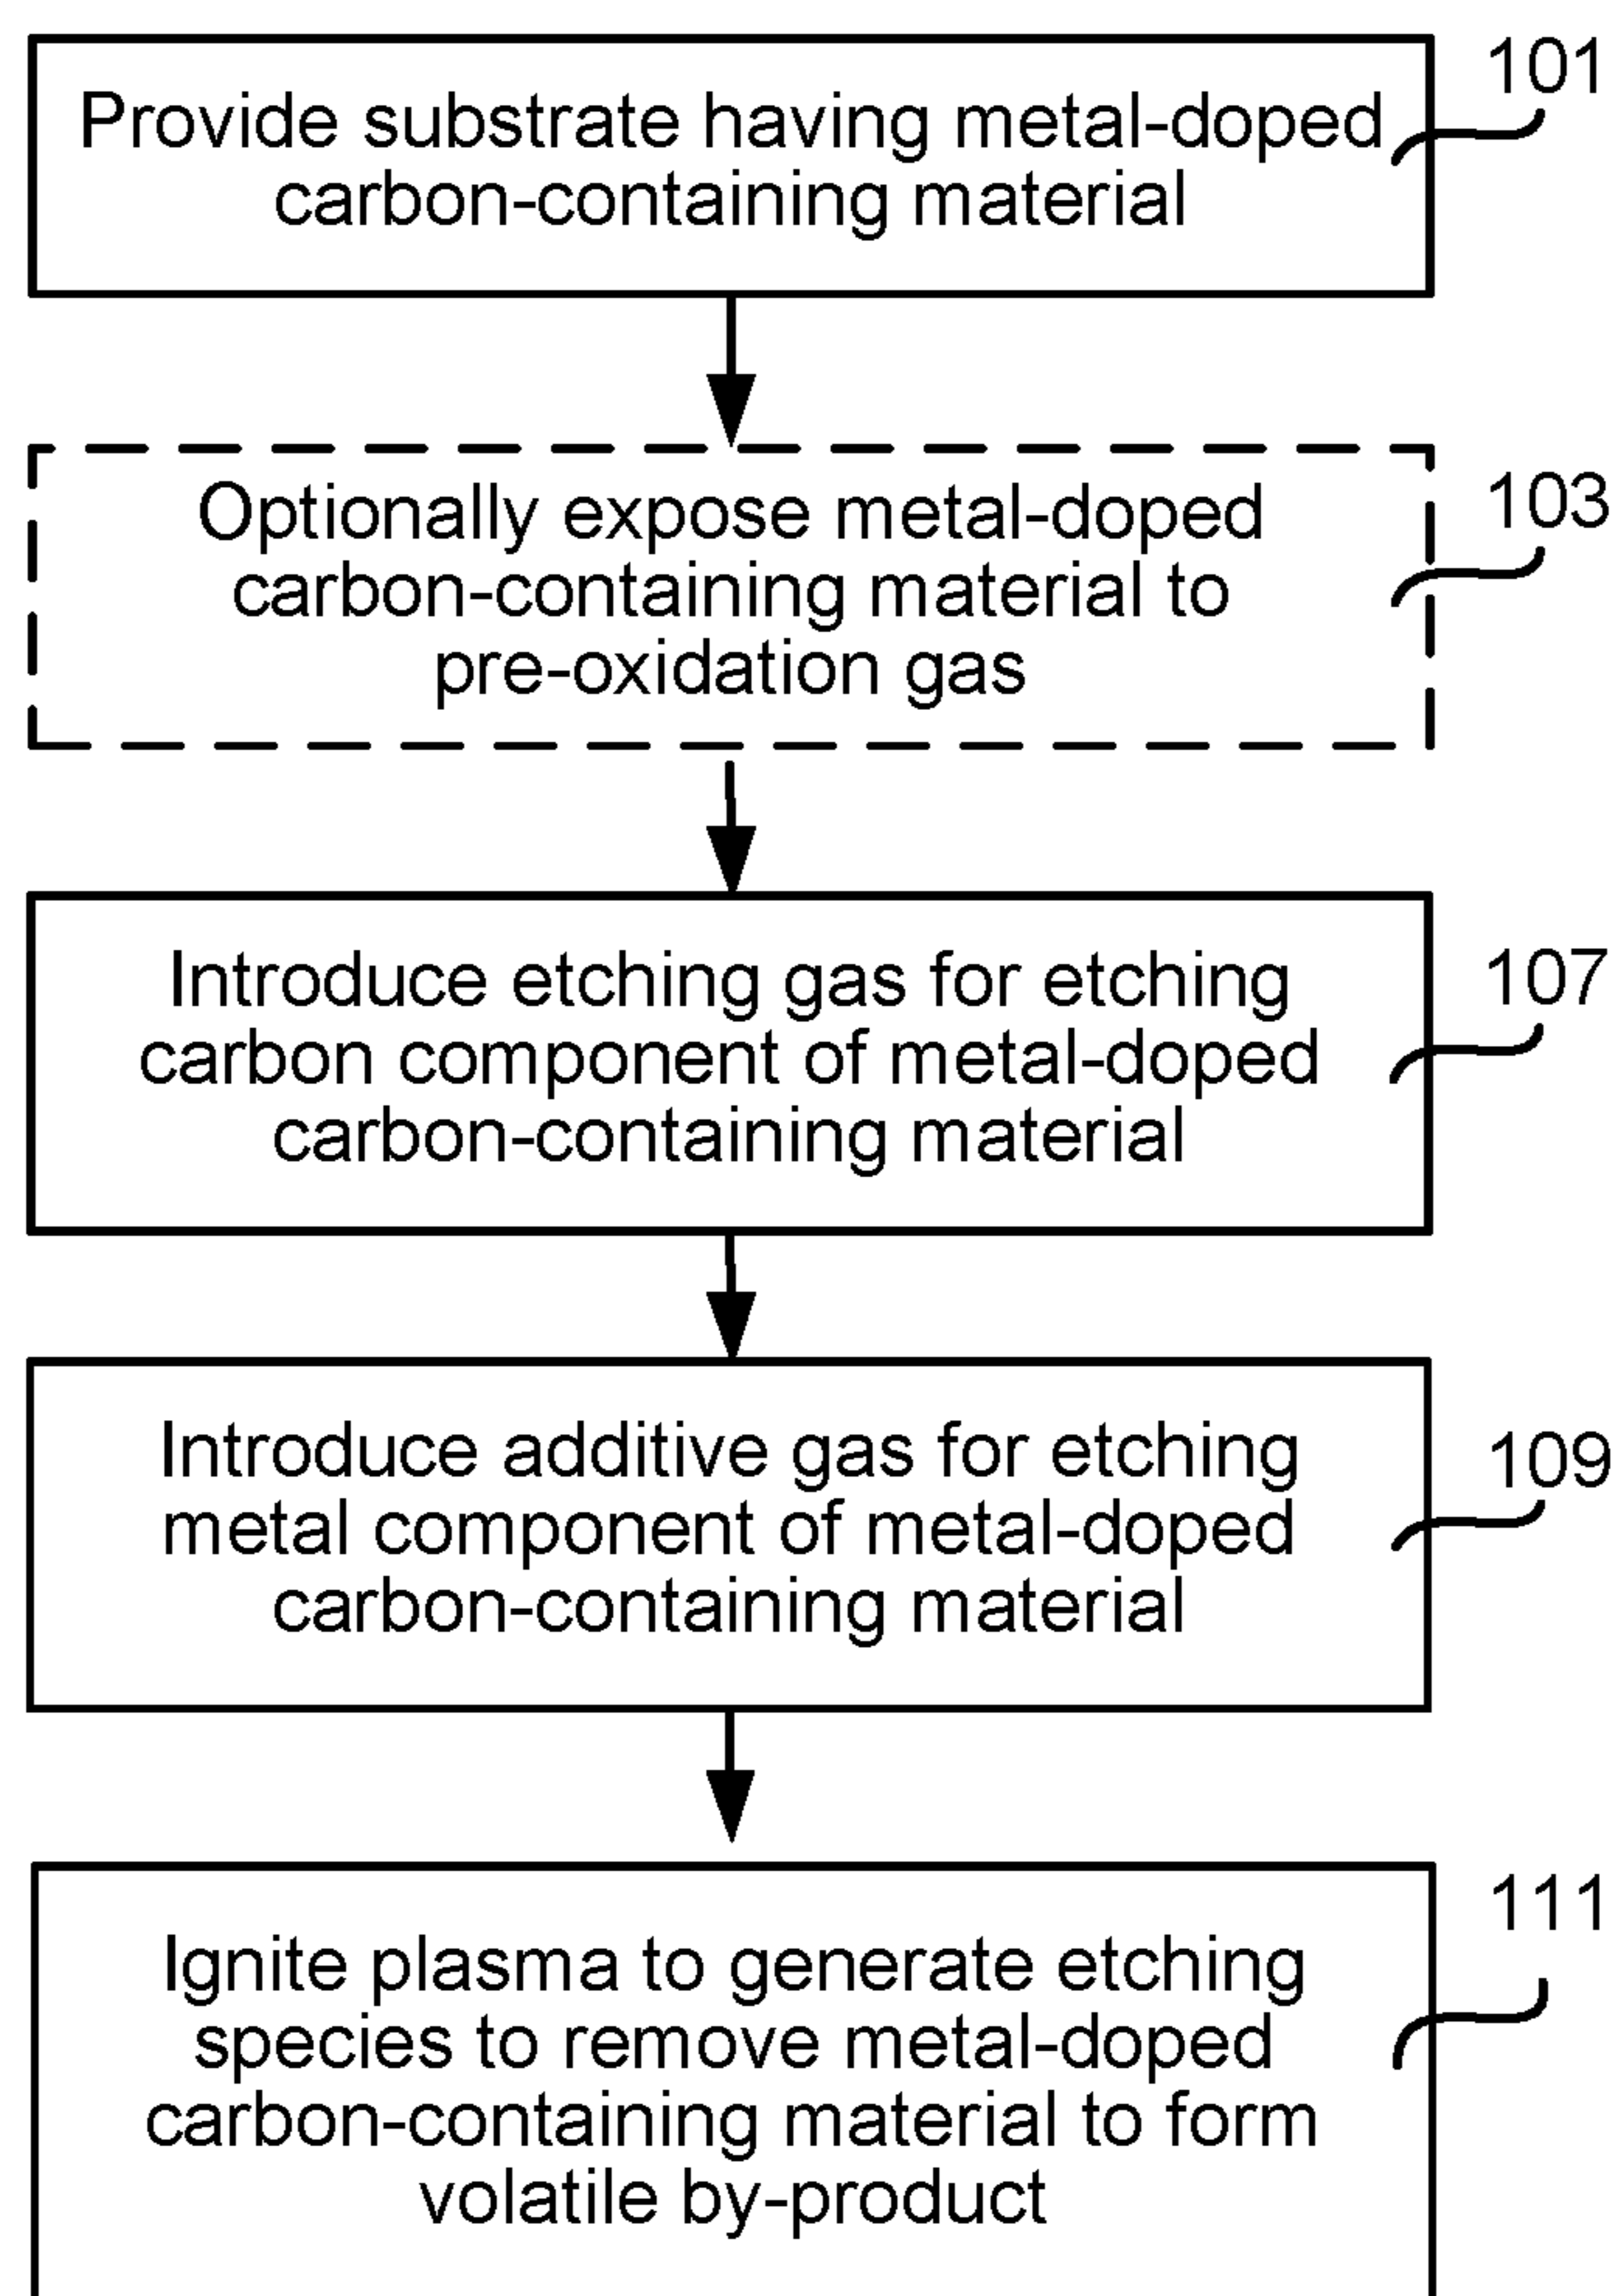 101
Provide substrate having metal-doped
carbon-containing material
103
Optionally expose metal-doped
carbon-containing material to
pre-oxidation gas
107
Introduce etching gas for etching
carbon component of metal-doped
carbon-containing material
109
Introduce additive gas for etching
metal component of metal-doped
carbon-containing material
111
Ignite plasma to generate etching
species to remove metal-doped
carbon-containing material to form
volatile by-product